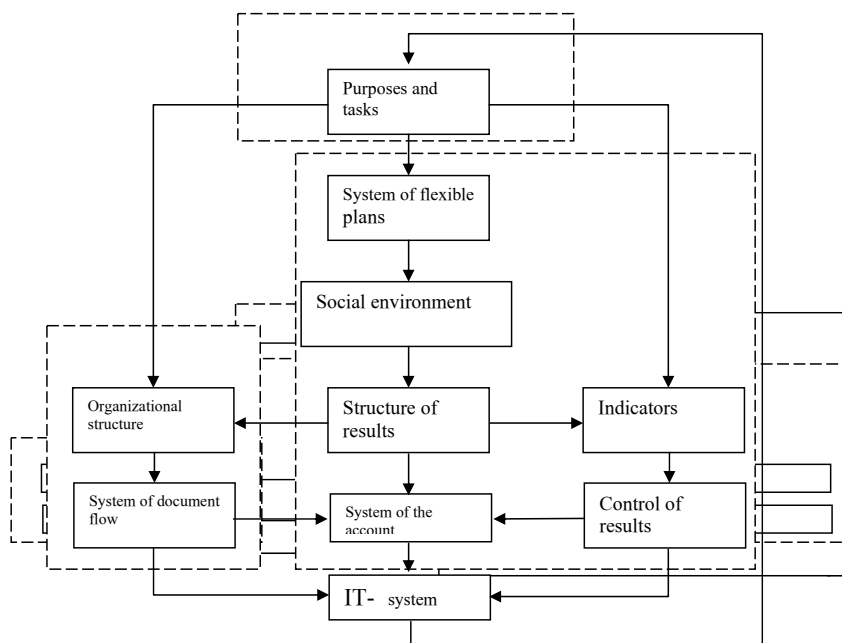 Purposes and
tasks
System of flexible
plans
Social environment
Organizational
structure
Structure of
results
Indicators
System of document
flow
System of the
account
Control of
results
IT- system